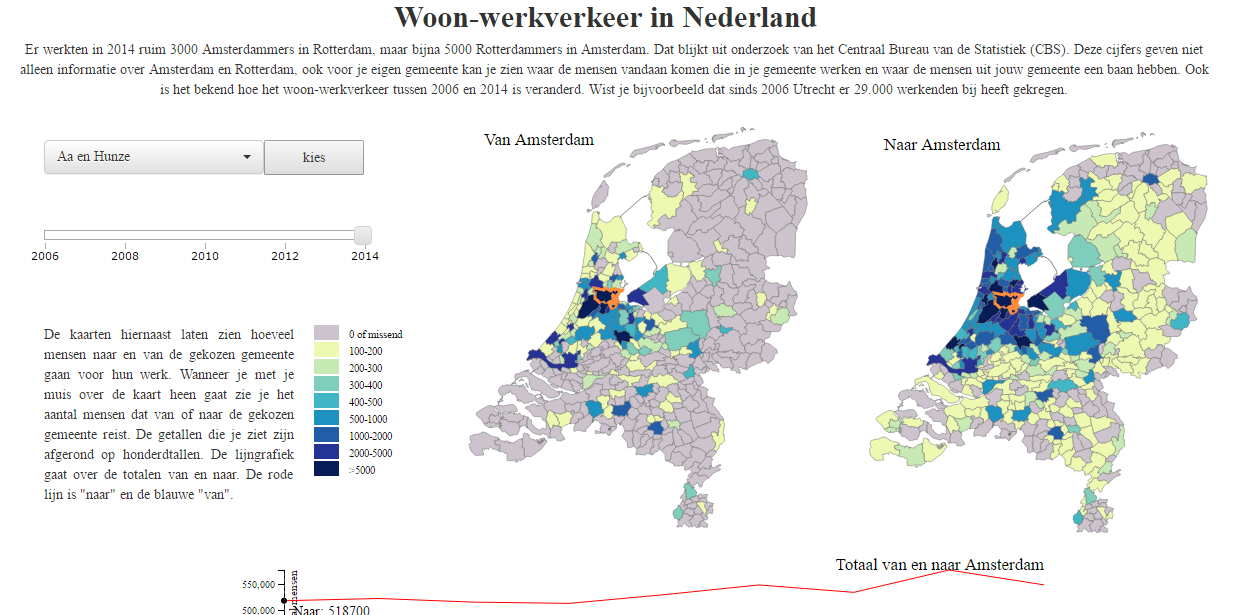 Woon-werkverkeer in Nederland
Er werkten in 2014 ruim 3000 Amsterdammers in Rotterdam, maar bijna 5000 Rotterdammers in Amsterdam. Dat blijkt uit onderzoek van het Centraal Bureau van de Statistiek (CBS). Deze cijfers geven niet
alleen informatie over Amsterdam en Rotterdam, ook voor je eigen gemeente kan je zien waar de mensen vandaan komen die in je gemeente werken en waar de mensen uit jouw gemeente een baan hebben. Ook
is het bekend hoe het woon-werkverkeer tussen 2006 en 2014 is veranderd. Wist je bijvoorbeeld dat sinds 2006 Utrecht er 29.000 werkenden bij heeft gekregen.
Aa en Hunze
kies
2006 2008 2010 2012 2014
De kaarten hiernaast laten zien hoeveel
mensen naar en van de gekozen gemeente
gaan voor hun werk. Wanneer je met je
muis over de kaart heen gaat zie je het
aantal mensen dat van of naar de gekozen
gemeente reist. De getallen die je ziet zijn
afgerond op honderdtallen. De lijngrafiek
gaat over de totalen van en naar. De rode
lijn is "naar" en de blauwe "van".
0 of missend
100-200
200-300
300-400
400-500
500-1000
1000-2000
2000-5000
>5000
Van Amsterdam
Naar Amsterdam
Totaal van en naar Amsterdam
550,000
500,000
mensen
Naar: 518700